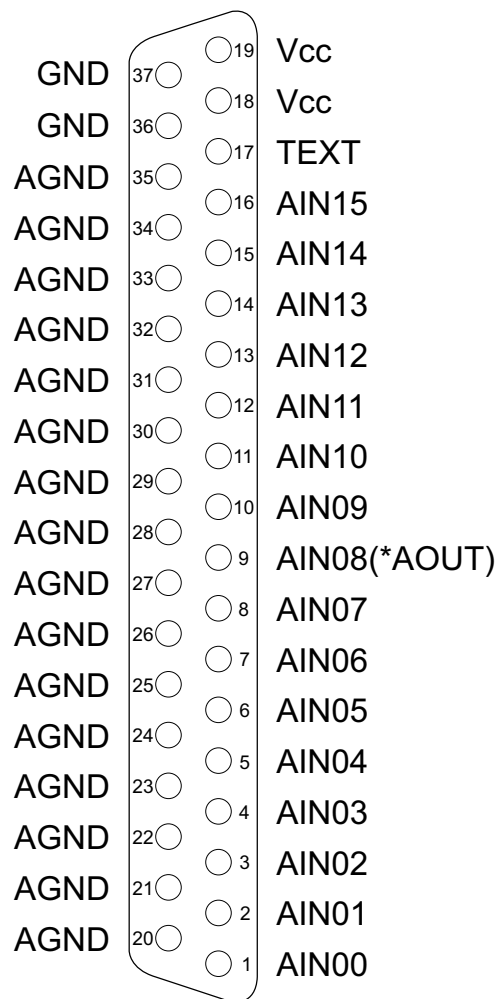 19 Vcc
GND 37
18 Vcc
GND 36
17 TEXT
AGND 35
16 AIN15
AGND 34
15 AIN14
AGND 33
14 AIN13
AGND 32
13 AIN12
AGND 31
12 AIN11
AGND 30
11 AIN10
AGND 29
10 AIN09
AGND 28
9 AIN08(*AOUT)
AGND 27
8 AIN07
AGND 26
7 AIN06
AGND 25
6 AIN05
AGND 24
5 AIN04
AGND 23
4 AIN03
AGND 22
3 AIN02
AGND 21
2 AIN01
AGND 20
1 AIN00